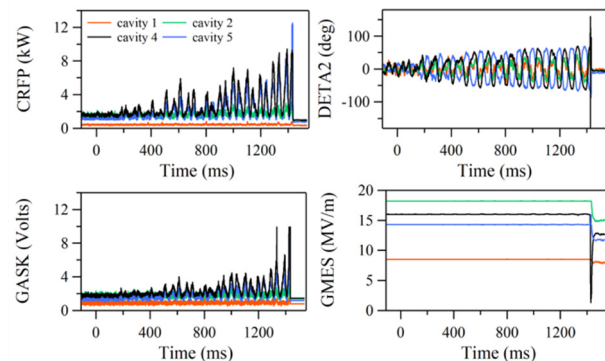 CRFP (kW)
12
8
4
0
cavity 1
cavity 2
cavity 4
cavity 5
0
400
800
1200
Time (ms)
DETA2 (deg)
100
0
-100
0
400
800
1200
Time (ms)
GASK (Volts)
12
8
4
0
0
400
800
1200
Time (ms)
GMES (MV/m)
20
15
10
5
0
0
400
800
1200
Time (ms)